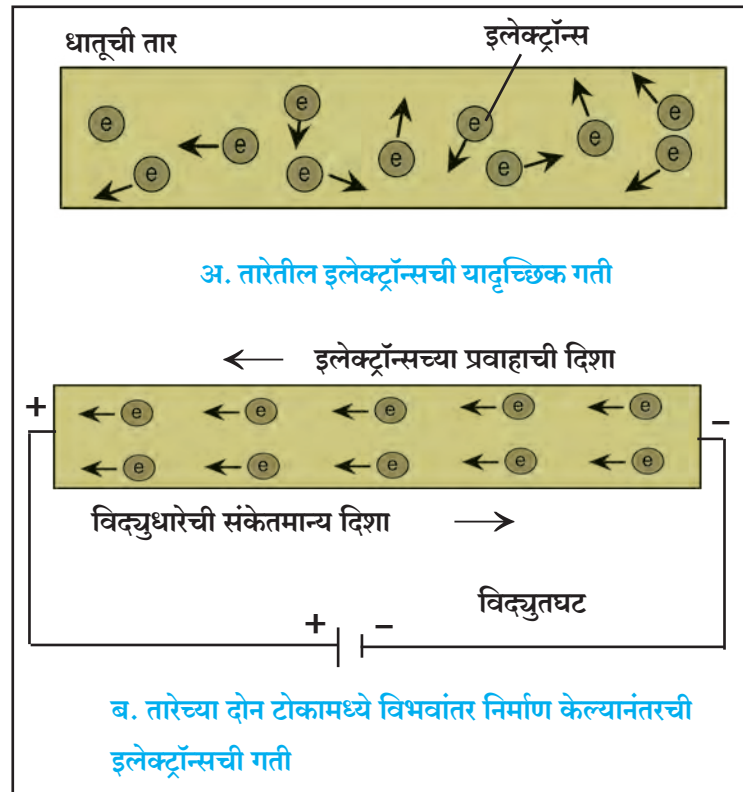 धातूची तार
इलेक्ट्रॉन्स
e e e e e e e e e e e e
अ. तारेतील इलेक्ट्रॉन्सची यादृच्छिक गती
← इलेक्ट्रॉन्सच्या प्रवाहाची दिशा
+ −
e e e e e
e e e e e
विद्युधारेची संकेतमान्य दिशा →
विद्युतघट
+ −
ब. तारेच्या दोन टोकामध्ये विभवांतर निर्माण केल्यानंतरची
इलेक्ट्रॉन्सची गती